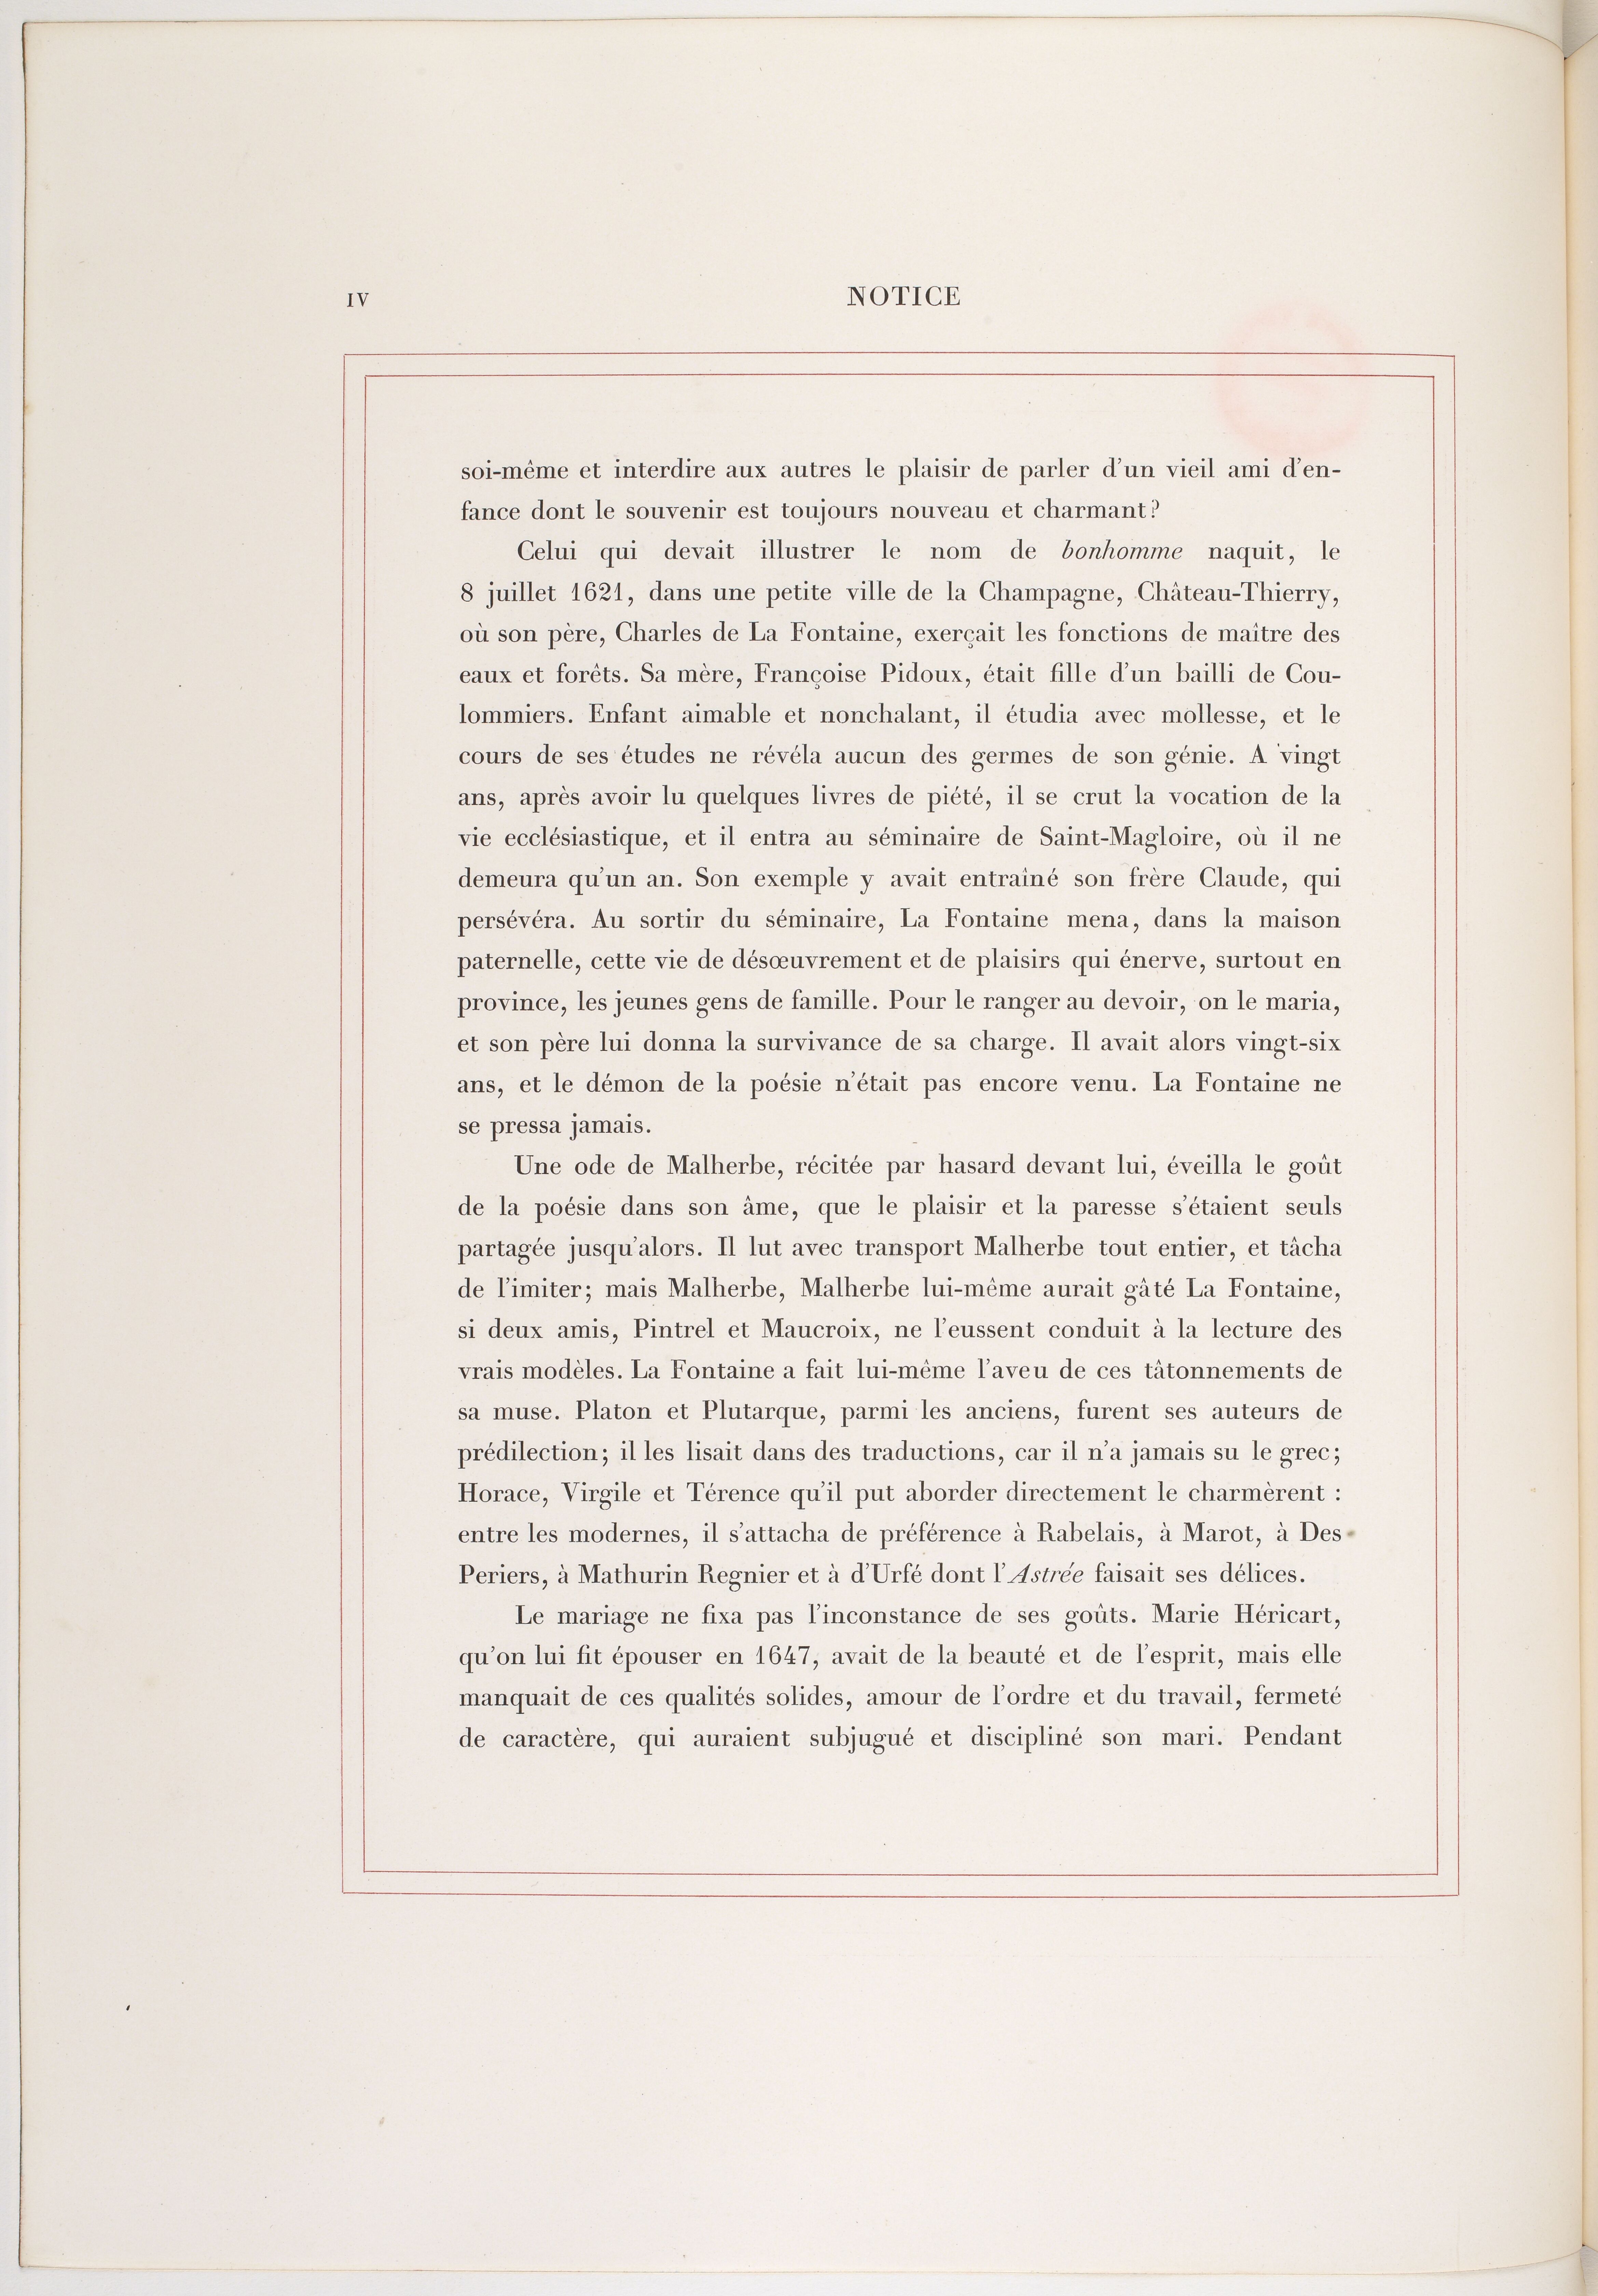 IV
NOTICE
soi-même et interdire aux autres le plaisir de parler d'un vieil ami d'en-
fance dont le souvenir est toujours nouveau et charmant?
Celui qui devait illustrer le nom de bonhomme naquit, le
8 juillet 1621, dans une petite ville de la Champagne, Château-Thierry,
où son père, Charles de La Fontaine, exerçait les fonctions de maître des
eaux et forêts. Sa mère, Françoise Pidoux, était fille d'un bailli de Cou-
lommiers. Enfant aimable et nonchalant, il étudia avec mollesse, et le
cours de ses études ne révéla aucun des germes de son génie. A vingt
ans, après avoir lu quelques livres de piété, il se crut la vocation de la
vie ecclésiastique, et il entra au séminaire de Saint-Magloire, où il ne
demeura qu'un an. Son exemple y avait entraîné son frère Claude, qui
persévéra. Au sortir du séminaire, La Fontaine mena, dans la maison
paternelle, cette vie de désœuvrement et de plaisirs qui énerve, surtout en
province, les jeunes gens de famille. Pour le ranger au devoir, on le maria,
et son père lui donna la survivance de sa charge. Il avait alors vingt-six
ans, et le démon de la poésie n'était pas encore venu. La Fontaine ne
se pressa jamais.
Une ode de Malherbe, récitée par hasard devant lui, éveilla le goût
de la poésie dans son âme, que le plaisir et la paresse s'étaient seuls
partagée jusqu'alors. Il lut avec transport Malherbe tout entier, et tâcha
de l'imiter; mais Malherbe, Malherbe lui-même aurait gâté La Fontaine,
si deux amis, Pintrel et Maucroix, ne l'eussent conduit à la lecture des
vrais modèles. La Fontaine a fait lui-même l'aveu de ces tâtonnements de
sa muse. Platon et Plutarque, parmi les anciens, furent ses auteurs de
prédilection; il les lisait dans des traductions, car il n'a jamais su le grec;
Horace, Virgile et Térence qu'il put aborder directement le charmèrent :
entre les modernes, il s'attacha de préférence à Rabelais, à Marot, à Des-
Periers, à Mathurin Regnier et à d'Urfé dont l'Astrée faisait ses délices.
Le mariage ne fixa pas l'inconstance de ses goûts. Marie Héricart,
qu'on lui fit épouser en 1647, avait de la beauté et de l'esprit, mais elle
manquait de ces qualités solides, amour de l'ordre et du travail, fermeté
de caractère, qui auraient subjugué et discipliné son mari. Pendant